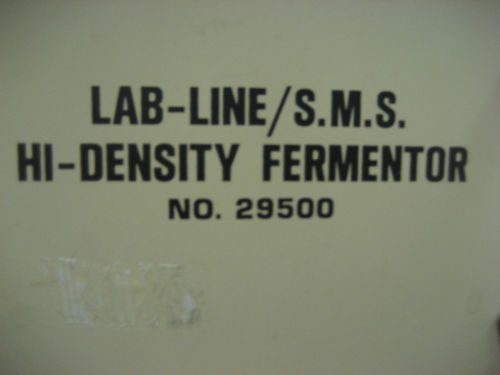 LAB-LINE/S.M.S.
HI-DENSITY FERMENTOR
NO. 29500